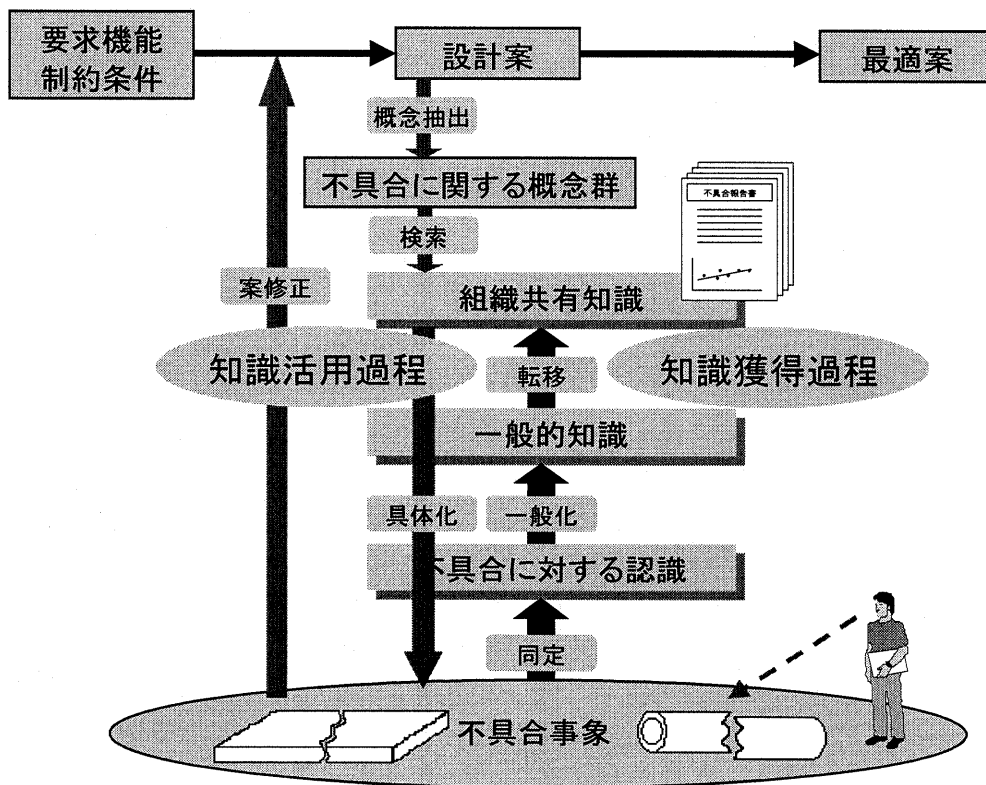 要求機能
制約条件
設計案
最適案
概念抽出
不具合に関する概念群
不具合報告書
検索
案修正
組織共有知識
知識活用過程
転移
知識獲得過程
一般的知識
具体化
一般化
不具合に対する認識
同定
不具合事象